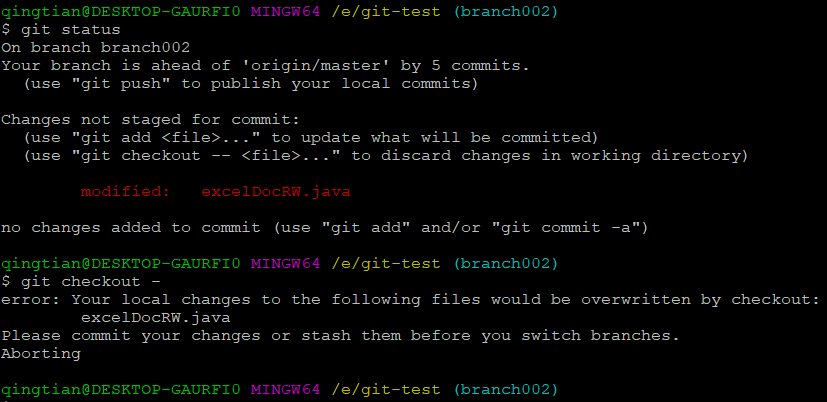 qingtian@DESKTOP-GAURFI0 MINGW64 /e/git-test (branch002)
$ git status
On branch branch002
Your branch is ahead of 'origin/master' by 5 commits.
  (use "git push" to publish your local commits)

Changes not staged for commit:
  (use "git add <file>..." to update what will be committed)
  (use "git checkout -- <file>..." to discard changes in working directory)

        modified:   excelDocRW.java

no changes added to commit (use "git add" and/or "git commit -a")

qingtian@DESKTOP-GAURFI0 MINGW64 /e/git-test (branch002)
$ git checkout -
error: Your local changes to the following files would be overwritten by checkout:
        excelDocRW.java
Please commit your changes or stash them before you switch branches.
Aborting

qingtian@DESKTOP-GAURFI0 MINGW64 /e/git-test (branch002)